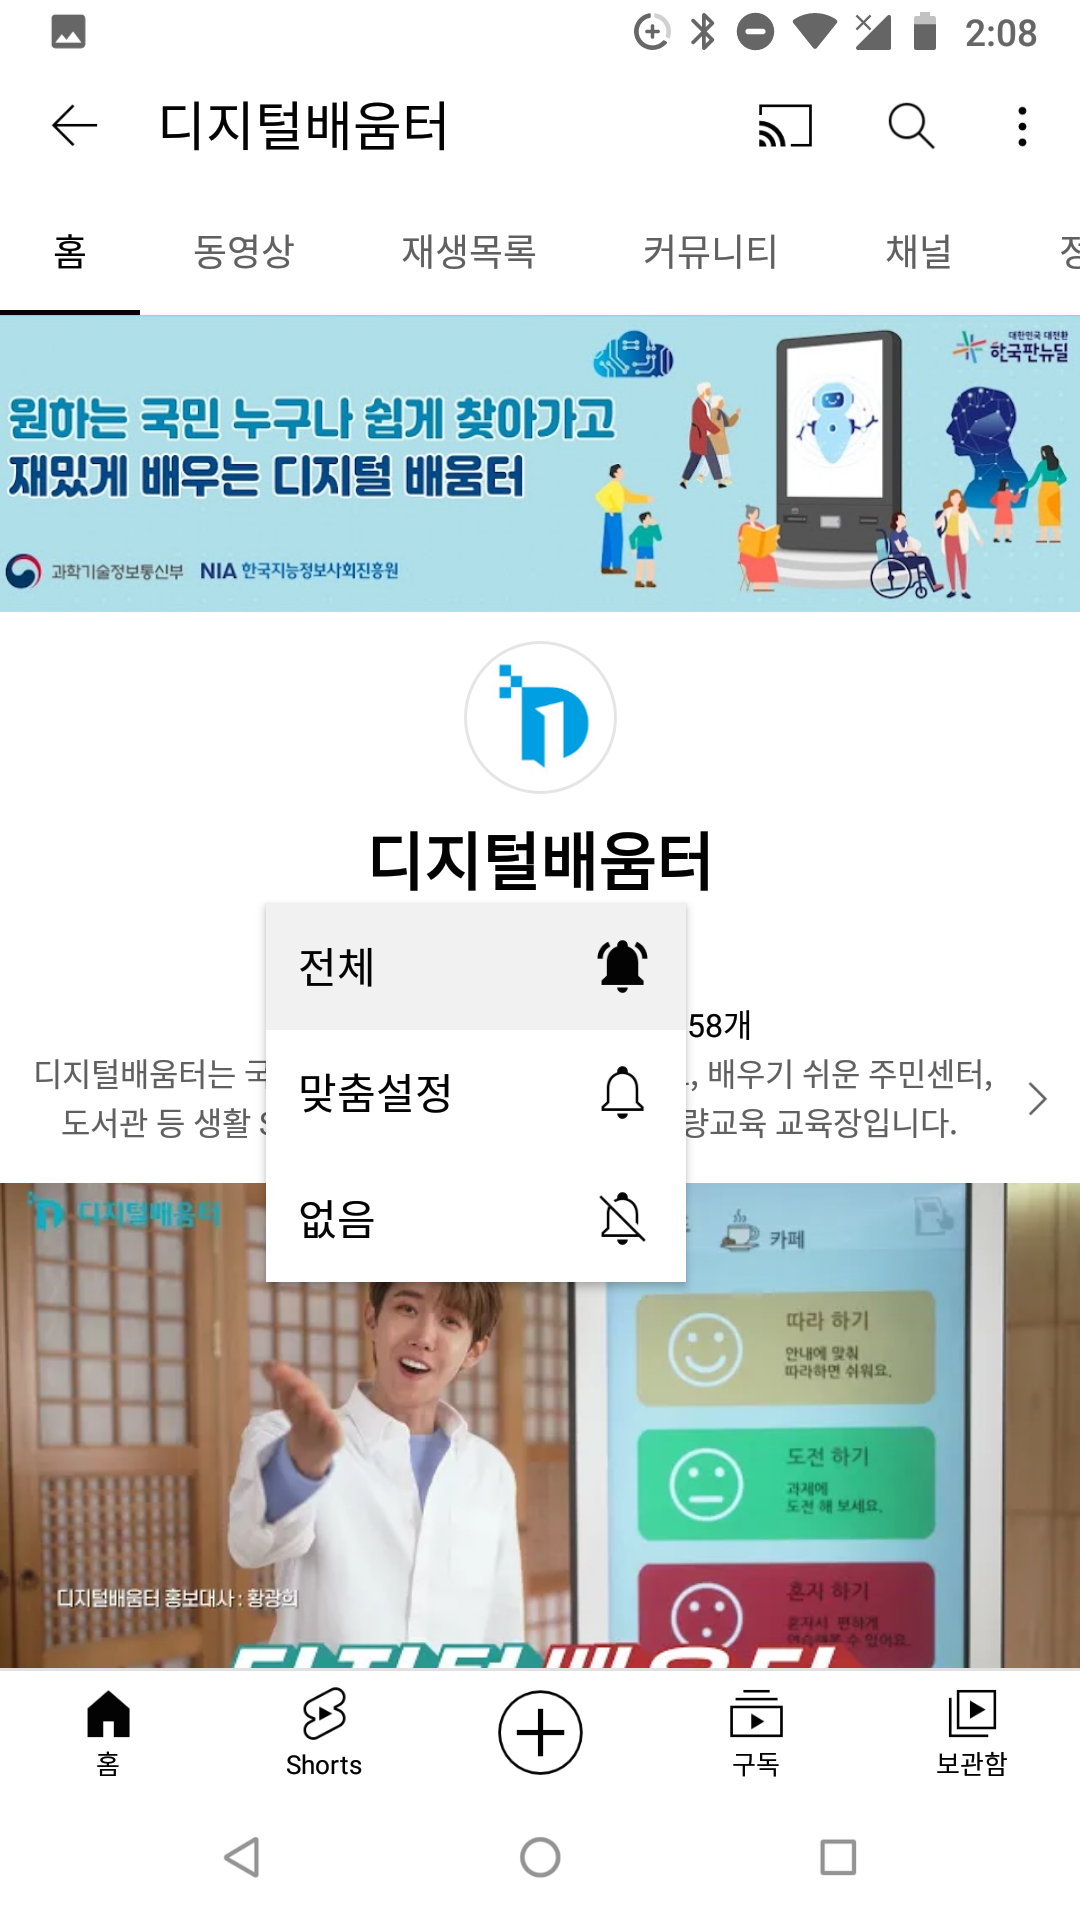 2:08
디지털배움터
홈 동영상 재생목록 커뮤니티 채널
대한민국 대전환
한국판뉴딜
원하는 국민 누구나 쉽게 찾아가고
재밌게 배우는 디지털 배움터
과학기술정보통신부 NIA 한국지능정보사회진흥원
디지털배움터
전체
58개
디지털배움터는 배우기 쉬운 주민센터,
맞춤설정
도서관 등 생활 교육장입니다.
없음
디지털배움터
카페
따라 하기
안내에 맞춰
따라하면 쉬워요.
도전 하기
과제에
도전 해 보세요.
혼자 하기
혼자서 편하게
연습해볼 수 있어요.
디지털배움터 홍보대사 : 황광희
디지털배움터
홈 Shorts 구독 보관함